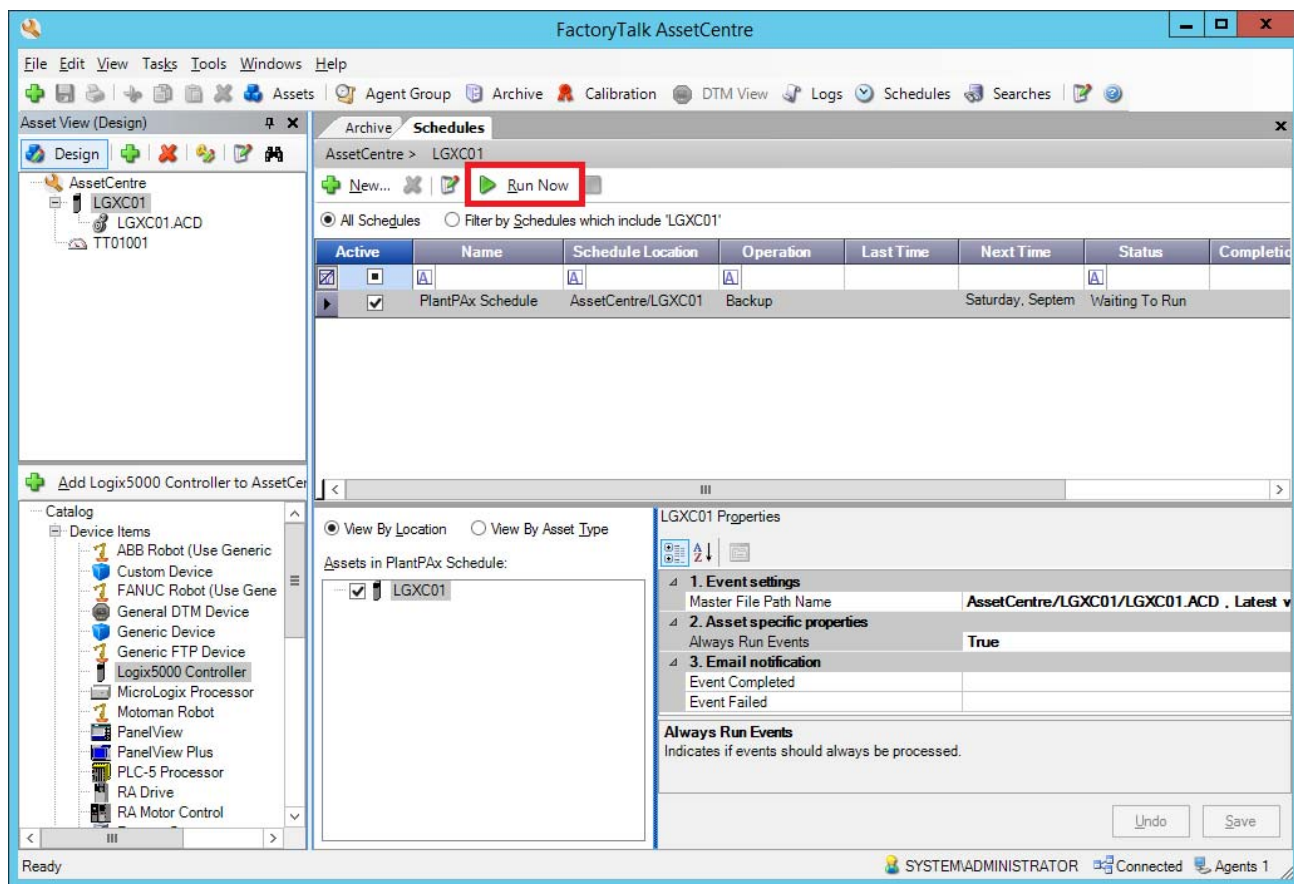 FactoryTalk AssetCentre
File Edit View Tasks Tools Windows Help
Assets Agent Group Archive Calibration DTM View Logs Schedules Searches
Asset View (Design)
Design
AssetCentre
LGXC01
LGXC01.ACD
TT01001
Archive Schedules
AssetCentre > LGXC01
New... Run Now
All Schedules Filter by Schedules which include 'LGXC01'
Active Name Schedule Location Operation Last Time Next Time Status Completio
PlantPAx Schedule AssetCentre/LGXC01 Backup Saturday, Septem Waiting To Run
Add Logix5000 Controller to AssetCer
Catalog
Device Items
ABB Robot (Use Generic
Custom Device
FANUC Robot (Use Gene
General DTM Device
Generic Device
Generic FTP Device
Logix5000 Controller
MicroLogix Processor
Motoman Robot
PanelView
PanelView Plus
PLC-5 Processor
RA Drive
RA Motor Control
View By Location View By Asset Type
Assets in PlantPAx Schedule:
LGXC01
LGXC01 Properties
1. Event settings
Master File Path Name AssetCentre/LGXC01/LGXC01.ACD , Latest v
2. Asset specific properties
Always Run Events True
3. Email notification
Event Completed
Event Failed
Always Run Events
Indicates if events should always be processed.
Undo Save
Ready SYSTEM\ADMINISTRATOR Connected Agents 1